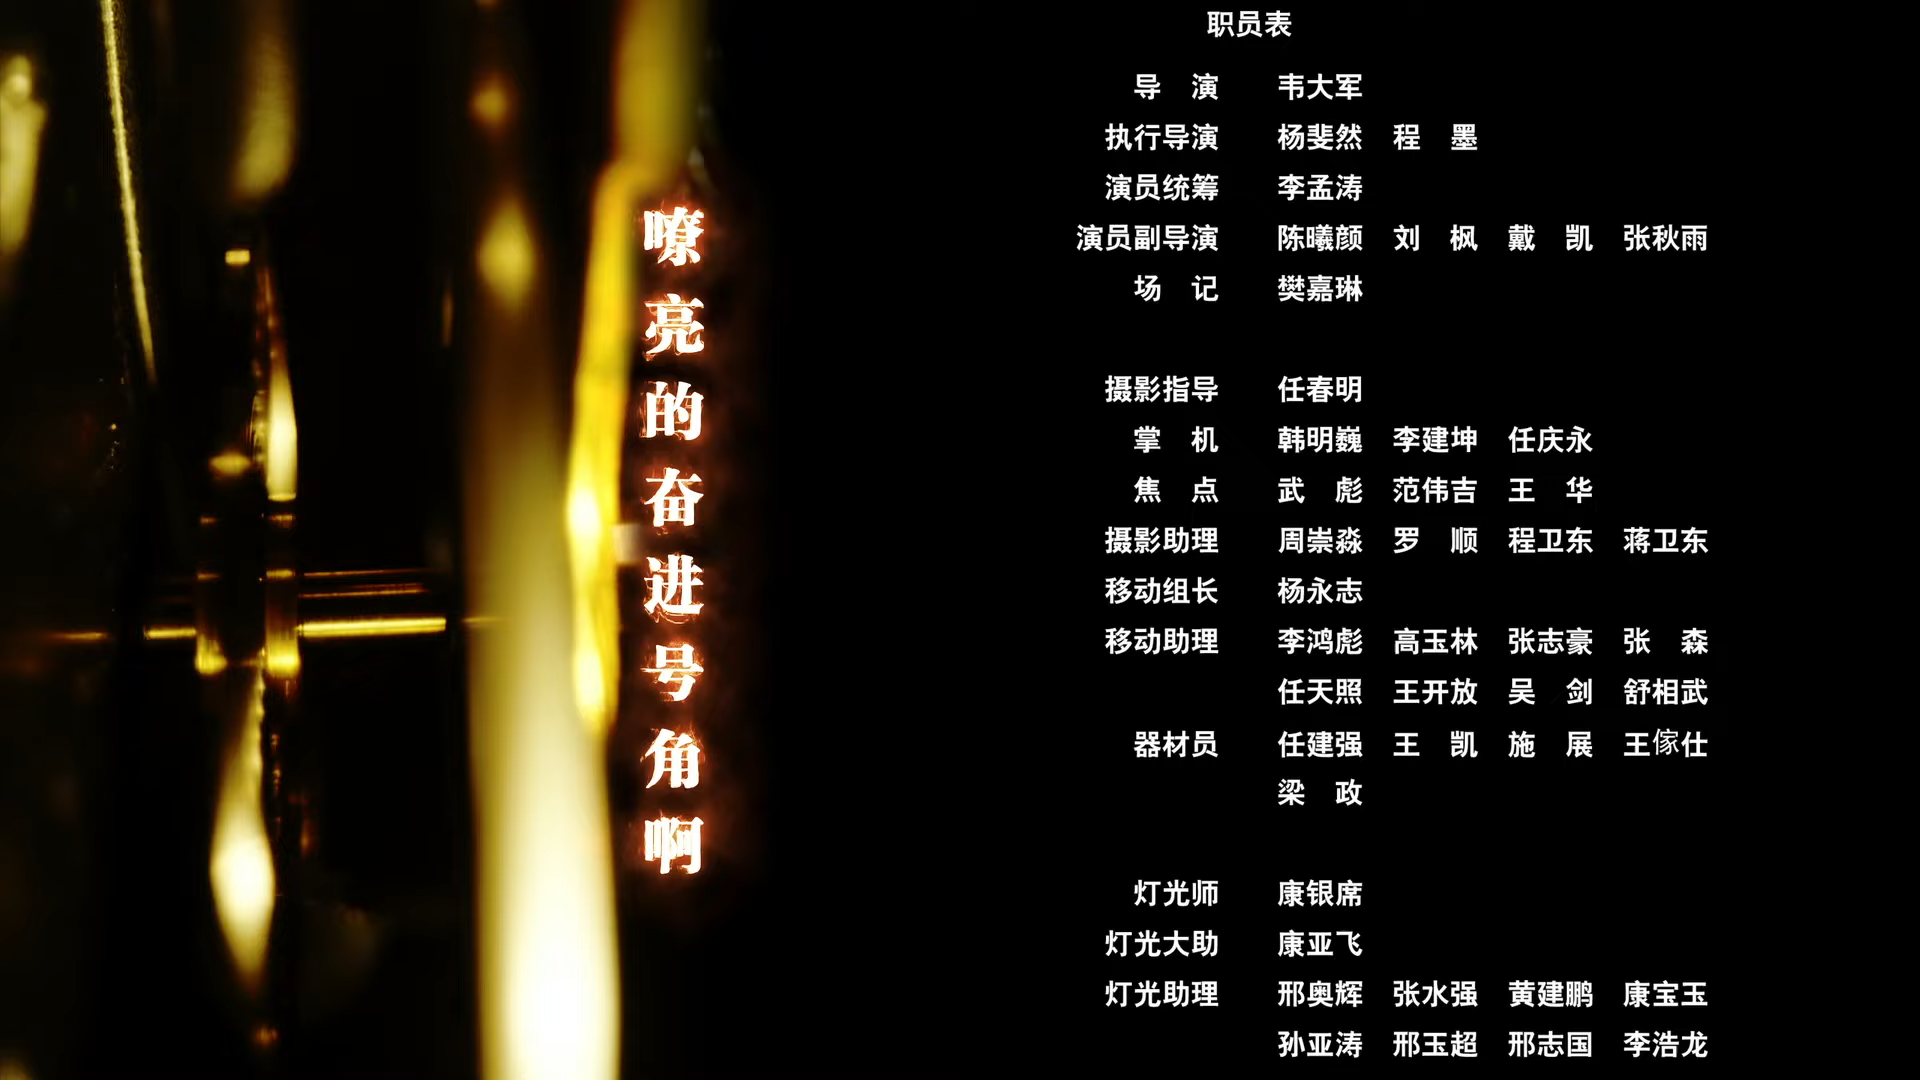 嘹亮的奋进号角啊
职员表
导　演　　韦大军
执行导演　　杨斐然　程　墨
演员统筹　　李孟涛
演员副导演　　陈曦颜　刘　枫　戴　凯　张秋雨
场　记　　樊嘉琳
摄影指导　　任春明
掌　机　　韩明巍　李建坤　任庆永
焦　点　　武　彪　范伟吉　王　华
摄影助理　　周崇淼　罗　顺　程卫东　蒋卫东
移动组长　　杨永志
移动助理　　李鸿彪　高玉林　张志豪　张　森
任天照　王开放　吴　剑　舒相武
器材员　　任建强　王　凯　施　展　王傢仕
梁　政
灯光师　　康银席
灯光大助　　康亚飞
灯光助理　　邢奥辉　张水强　黄建鹏　康宝玉
孙亚涛　邢玉超　邢志国　李浩龙